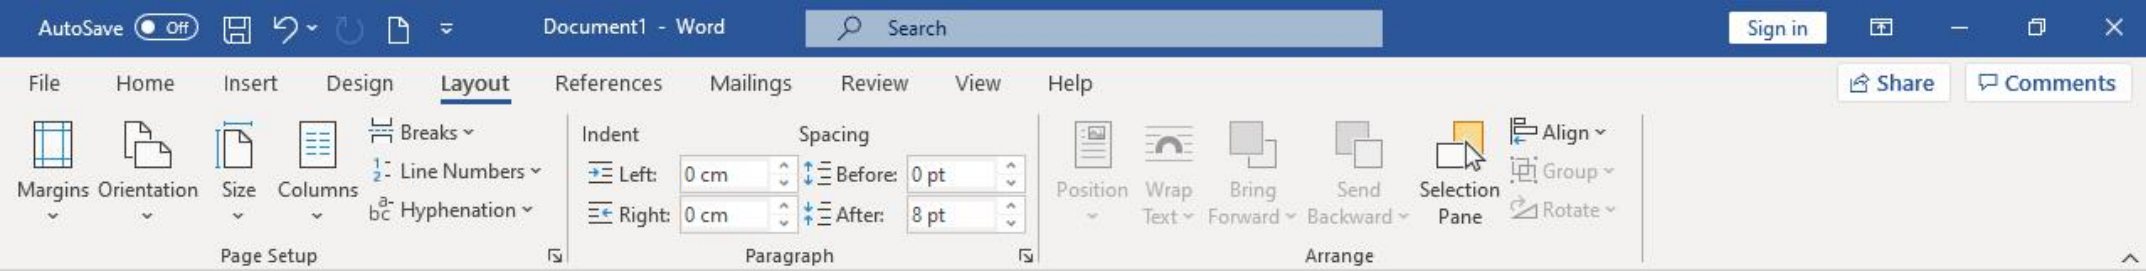 AutoSave Off Document1 - Word Search Sign in
File Home Insert Design Layout References Mailings Review View Help Share Comments
Margins Orientation Size Columns
Breaks
Line Numbers
Hyphenation
Page Setup
Indent Spacing
Left: 0 cm Before: 0 pt
Right: 0 cm After: 8 pt
Paragraph
Position Wrap Text Bring Forward Send Backward Selection Pane
Align
Group
Rotate
Arrange